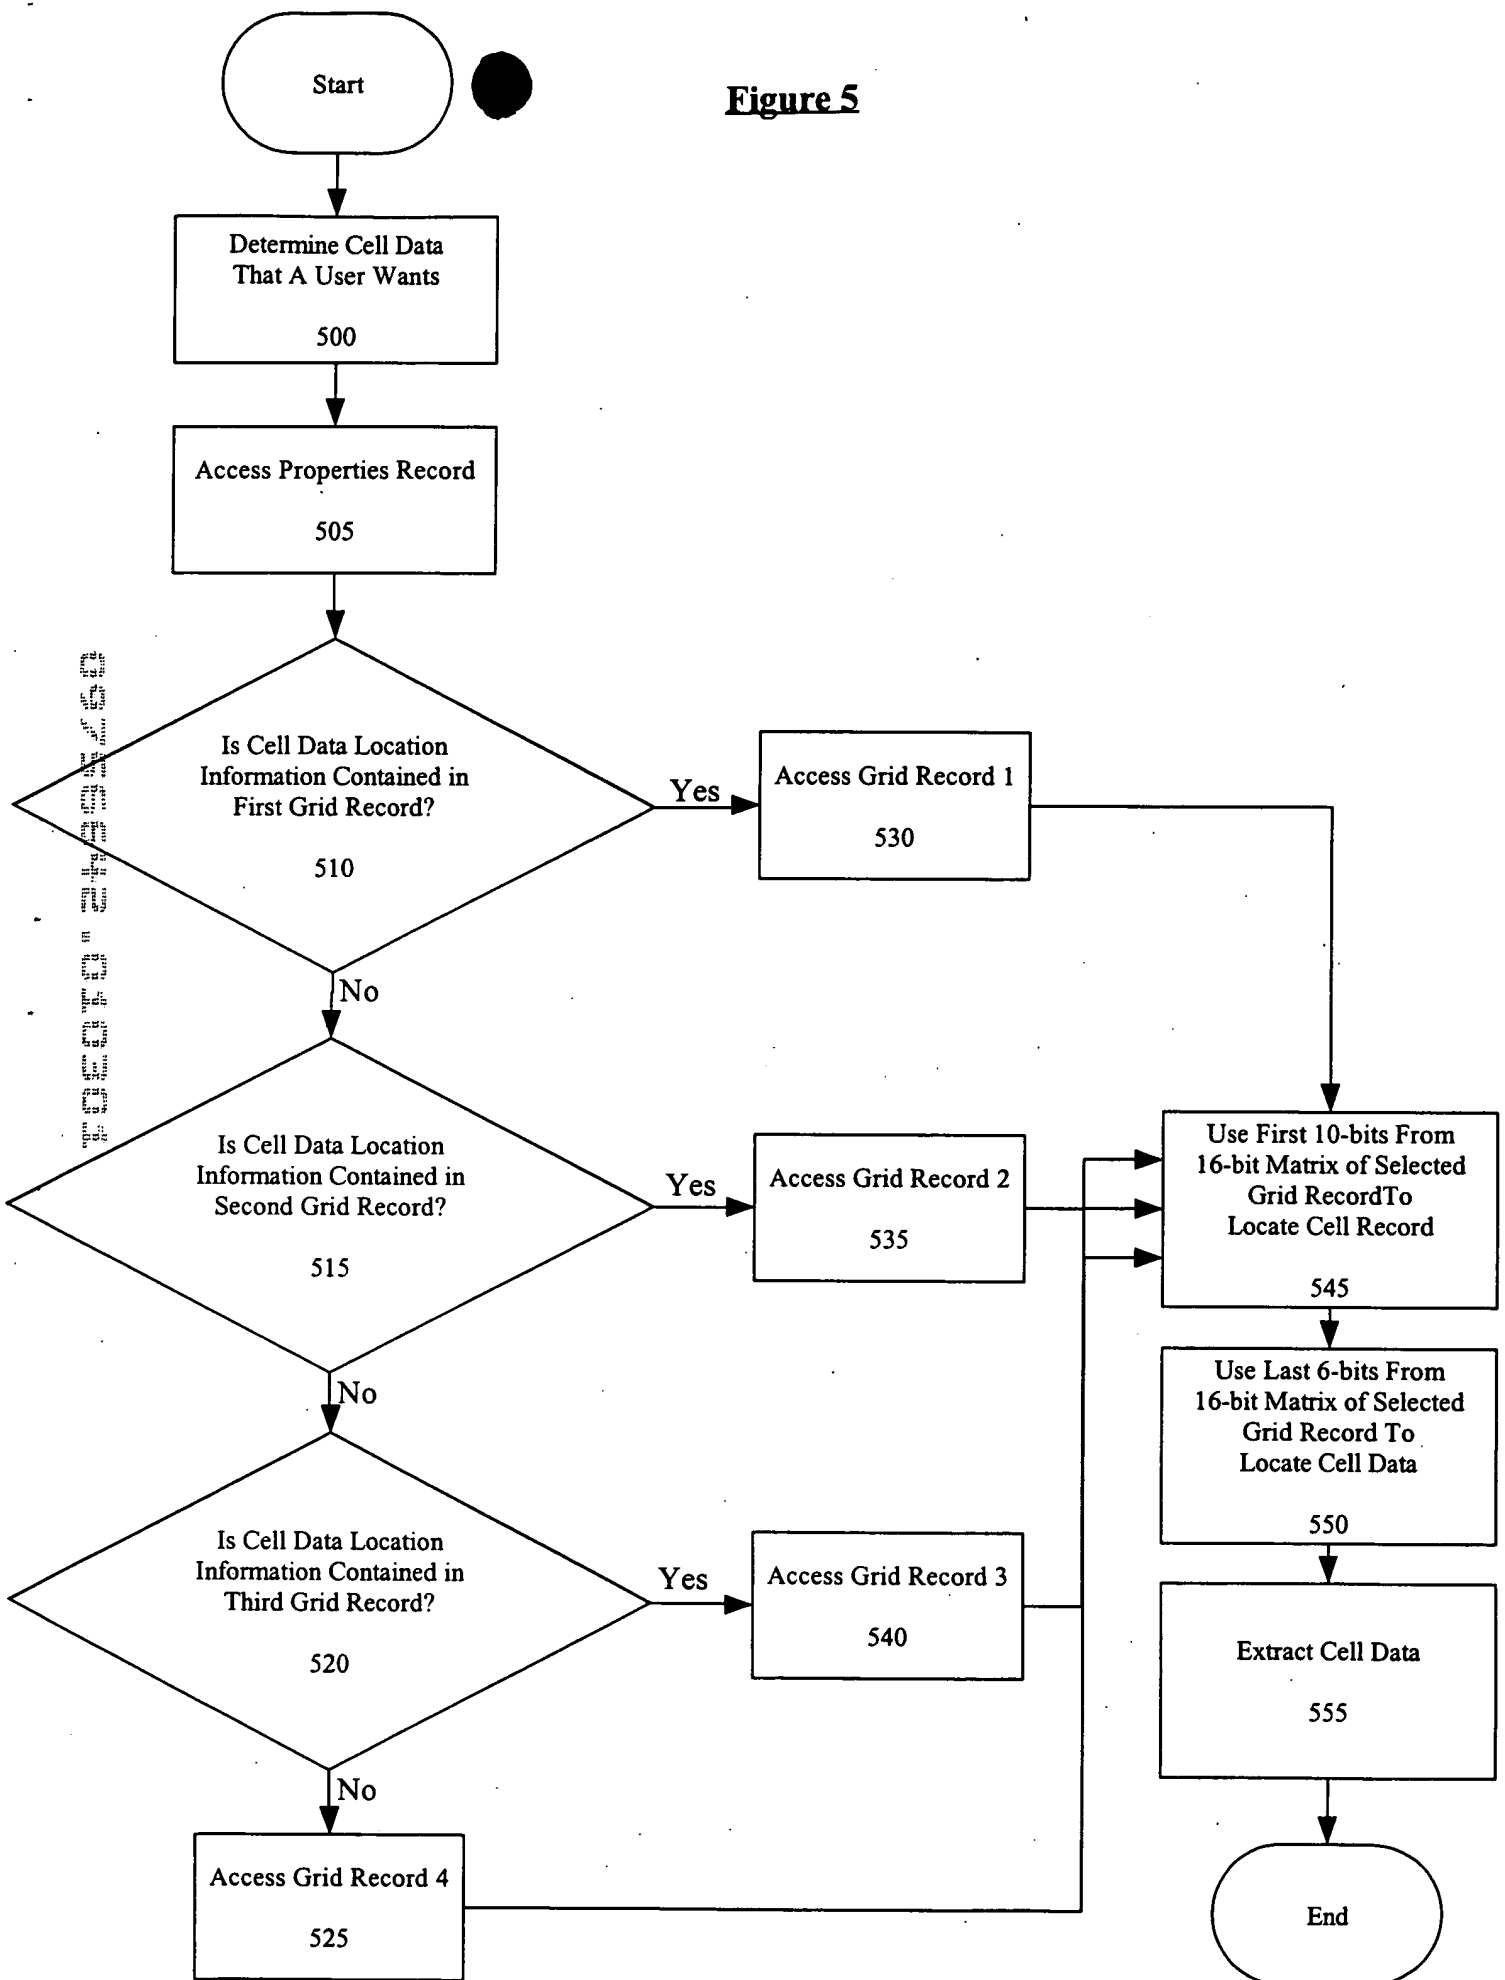 Start
Figure 5
Determine Cell Data
That A User Wants
500
Access Properties Record
505
Is Cell Data Location
Information Contained in
First Grid Record?
510
Yes
Access Grid Record 1
530
No
Is Cell Data Location
Information Contained in
Second Grid Record?
515
Yes
Access Grid Record 2
535
Use First 10-bits From
16-bit Matrix of Selected
Grid RecordTo
Locate Cell Record
545
No
Use Last 6-bits From
16-bit Matrix of Selected
Grid Record To
Locate Cell Data
550
Is Cell Data Location
Information Contained in
Third Grid Record?
520
Yes
Access Grid Record 3
540
Extract Cell Data
555
No
Access Grid Record 4
525
End
09756642.040301